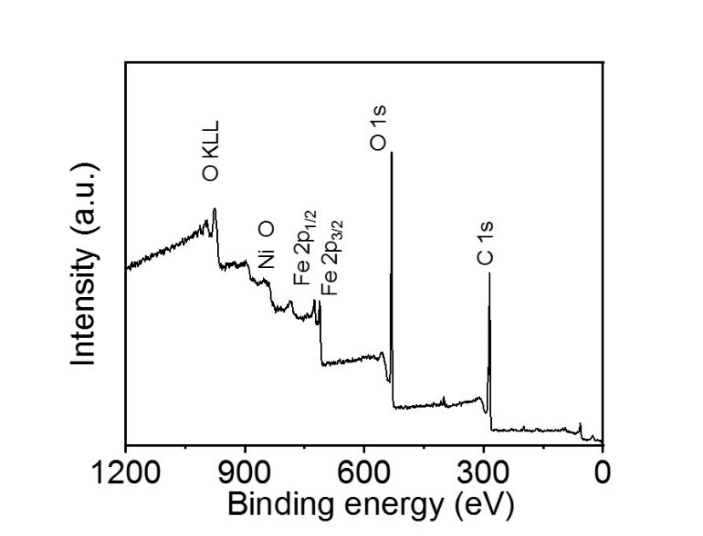 O KLL
Ni O
Fe 2p1/2
Fe 2p3/2
O 1s
C 1s
Intensity (a.u.)
1200 900 600 300 0
Binding energy (eV)